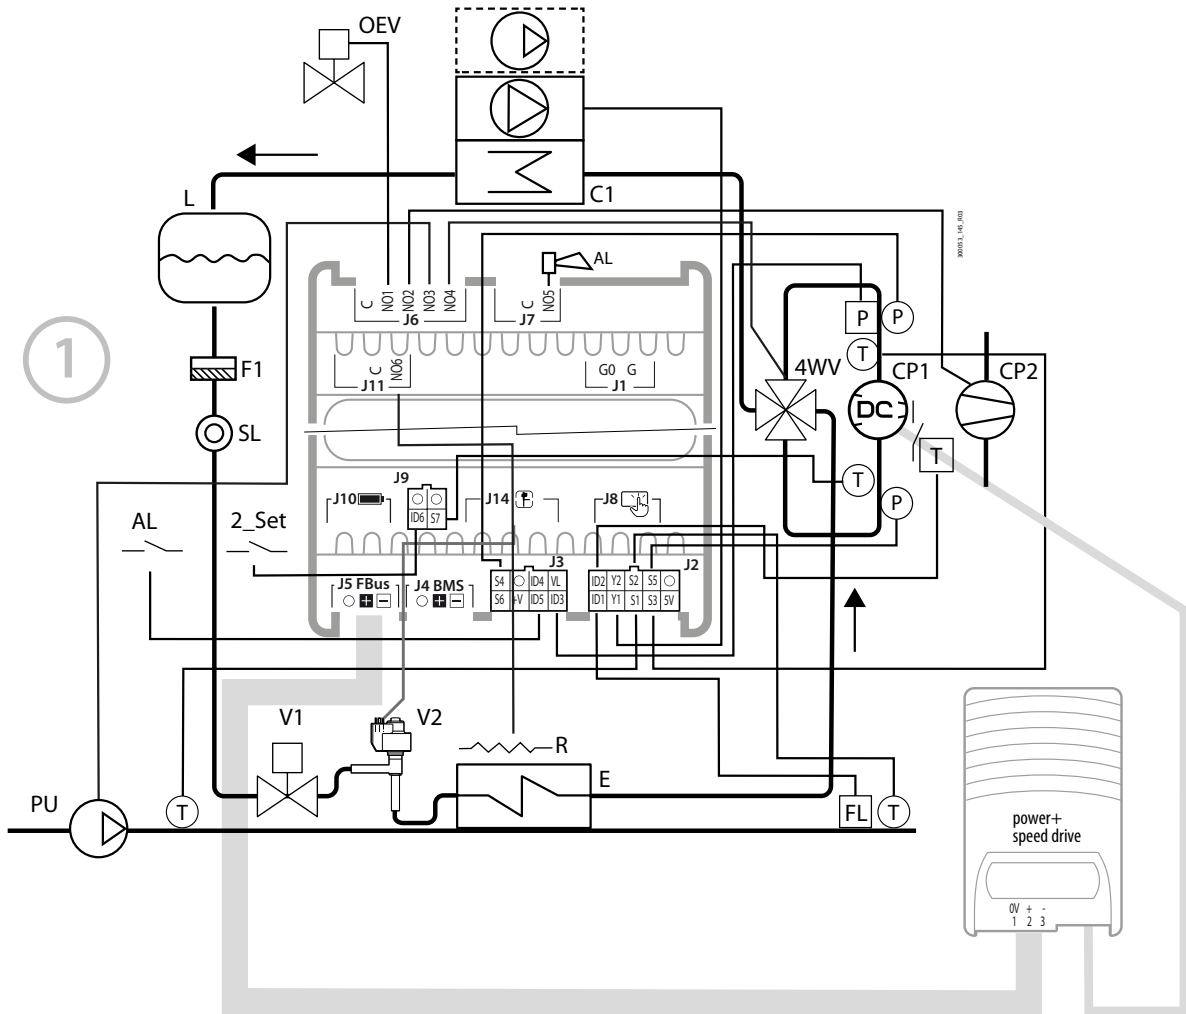 OEV
C1
L
300053_145_R03
AL
C NO1 NO2 NO3 NO4
J6
C NO5
J7
P P
T
1
F1
C NO6
J11
G0 G
J1
4WV
CP1
CP2
DC
SL
T
J9
T
J10
ID6 S7
J14
J8
P
AL
2_Set
J3
J2
S4 ID4 VL
S6 +V ID5 ID3
ID2 Y2 S2 S5
ID1 Y1 S1 S3 5V
J5 FBus
J4 BMS
+ −
+ −
V1
V2
R
E
PU
T
FL
T
power+
speed drive
0V + -
1 2 3